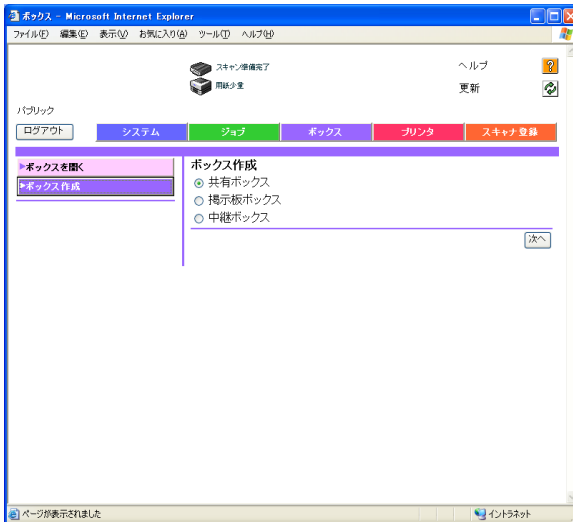 ボックス - Microsoft Internet Explorer
ファイル(F) 編集(E) 表示(V) お気に入り(A) ツール(T) ヘルプ(H)
スキャン準備完了
用紙少量
ヘルプ ?
更新
パブリック
ログアウト システム ジョブ ボックス プリンタ スキャナ登録
ボックスを開く
ボックス作成
ボックス作成
共有ボックス
掲示板ボックス
中継ボックス
次へ
ページが表示されました イントラネット